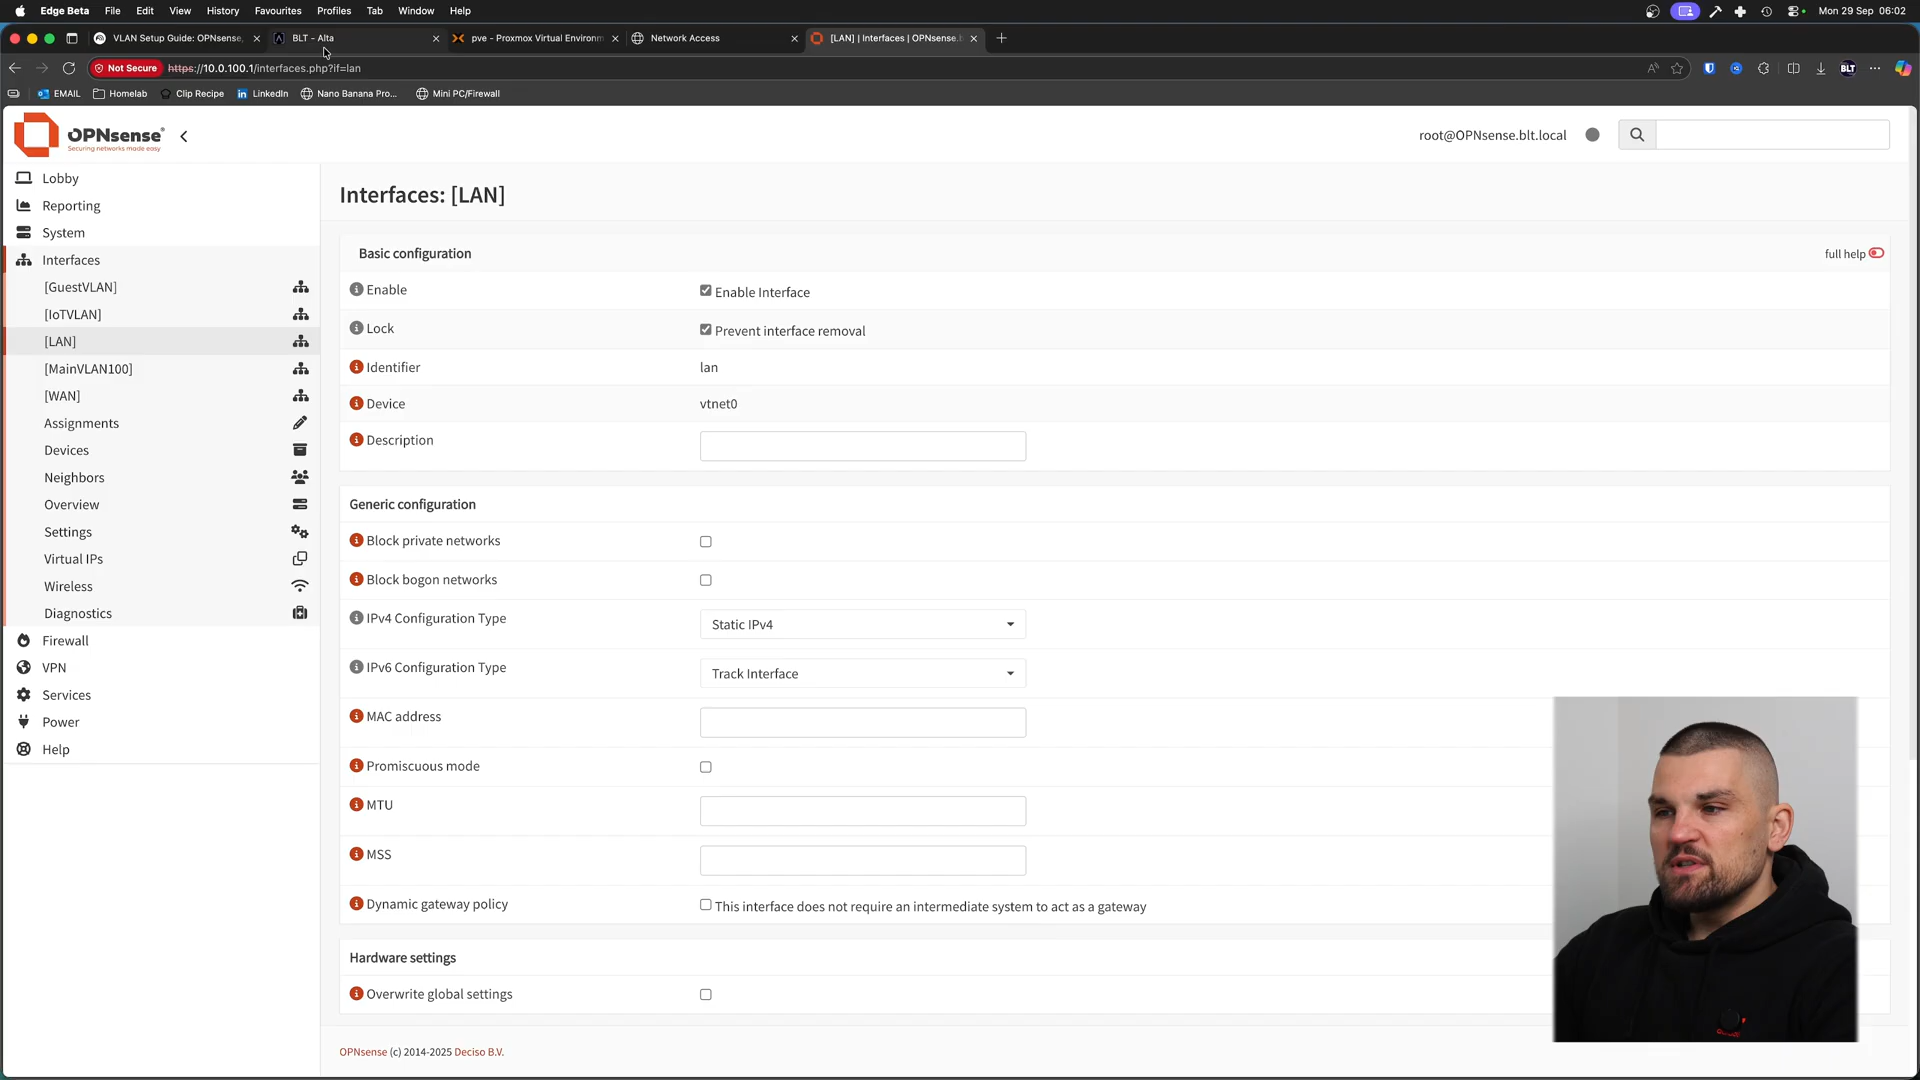 Edge Beta File Edit View History Favourites Profiles Tab Window Help
Mon 29 Sep 06:02
VLAN Setup Guide: OPNsense,
BLT - Alta
pve - Proxmox Virtual Environm
Network Access
[LAN] | Interfaces | OPNsense.b
Not Secure https://10.0.100.1/interfaces.php?if=lan
BLT
EMAIL Homelab Clip Recipe LinkedIn Nano Banana Pro... Mini PC/Firewall
OPNsense
Securing networks made easy
root@OPNsense.blt.local
Lobby
Reporting
System
Interfaces
[GuestVLAN]
[IoTVLAN]
[LAN]
[MainVLAN100]
[WAN]
Assignments
Devices
Neighbors
Overview
Settings
Virtual IPs
Wireless
Diagnostics
Firewall
VPN
Services
Power
Help
Interfaces: [LAN]
Basic configuration
full help
Enable
Enable Interface
Lock
Prevent interface removal
Identifier
lan
Device
vtnet0
Description
Generic configuration
Block private networks
Block bogon networks
IPv4 Configuration Type
Static IPv4
IPv6 Configuration Type
Track Interface
MAC address
Promiscuous mode
MTU
MSS
Dynamic gateway policy
This interface does not require an intermediate system to act as a gateway
Hardware settings
Overwrite global settings
OPNsense (c) 2014-2025 Deciso B.V.